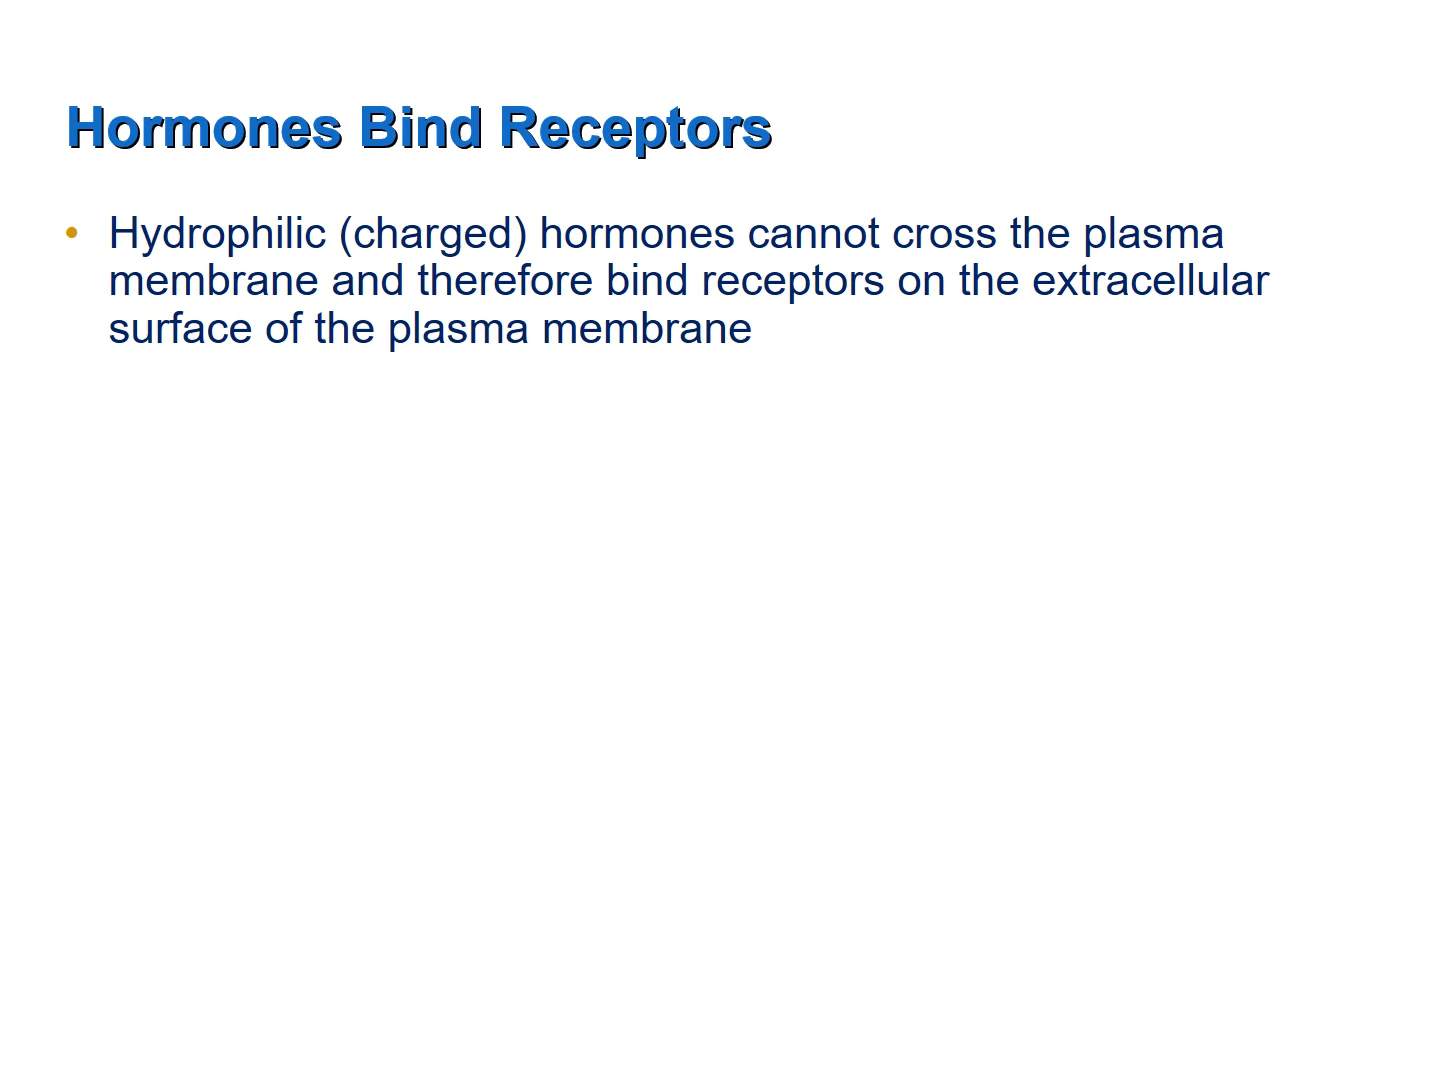 Hormones Bind Receptors
• Hydrophilic (charged) hormones cannot cross the plasma
membrane and therefore bind receptors on the extracellular
surface of the plasma membrane